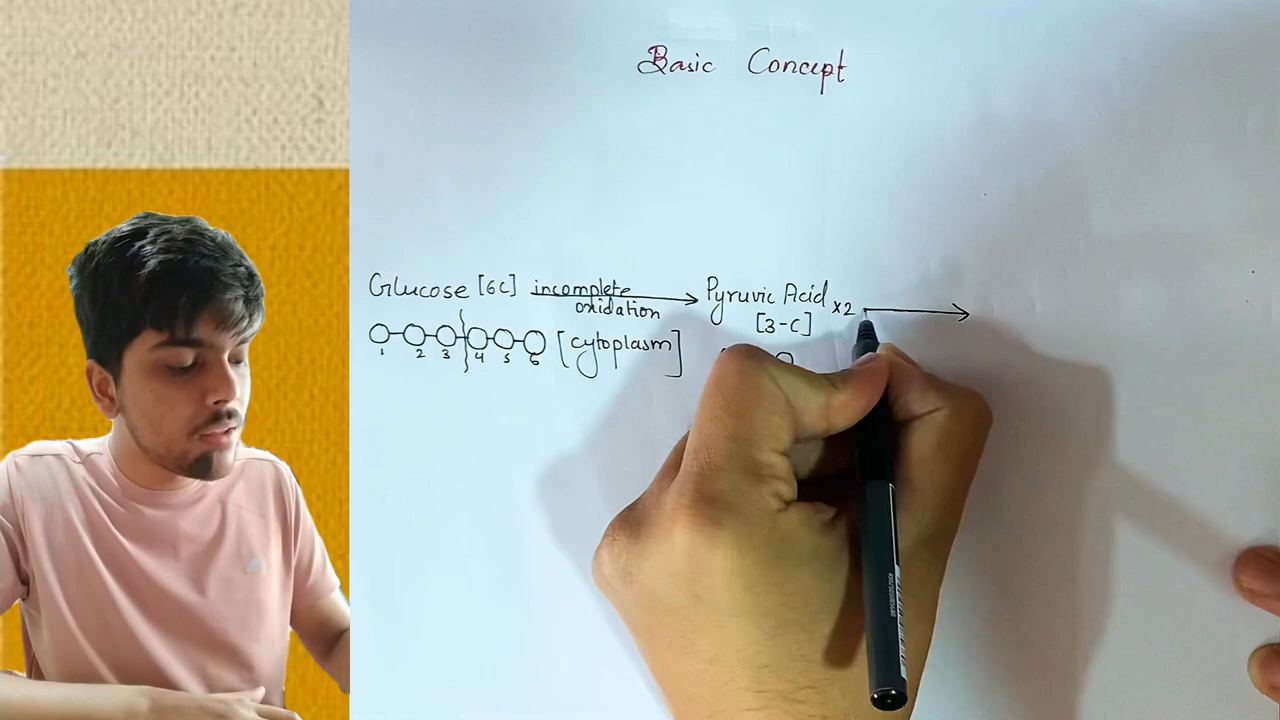 Basic Concept
Glucose [6C] incomplete oxidation Pyruvic Acid x2
[3-C]
1 2 3 4 5 6 [cytoplasm]